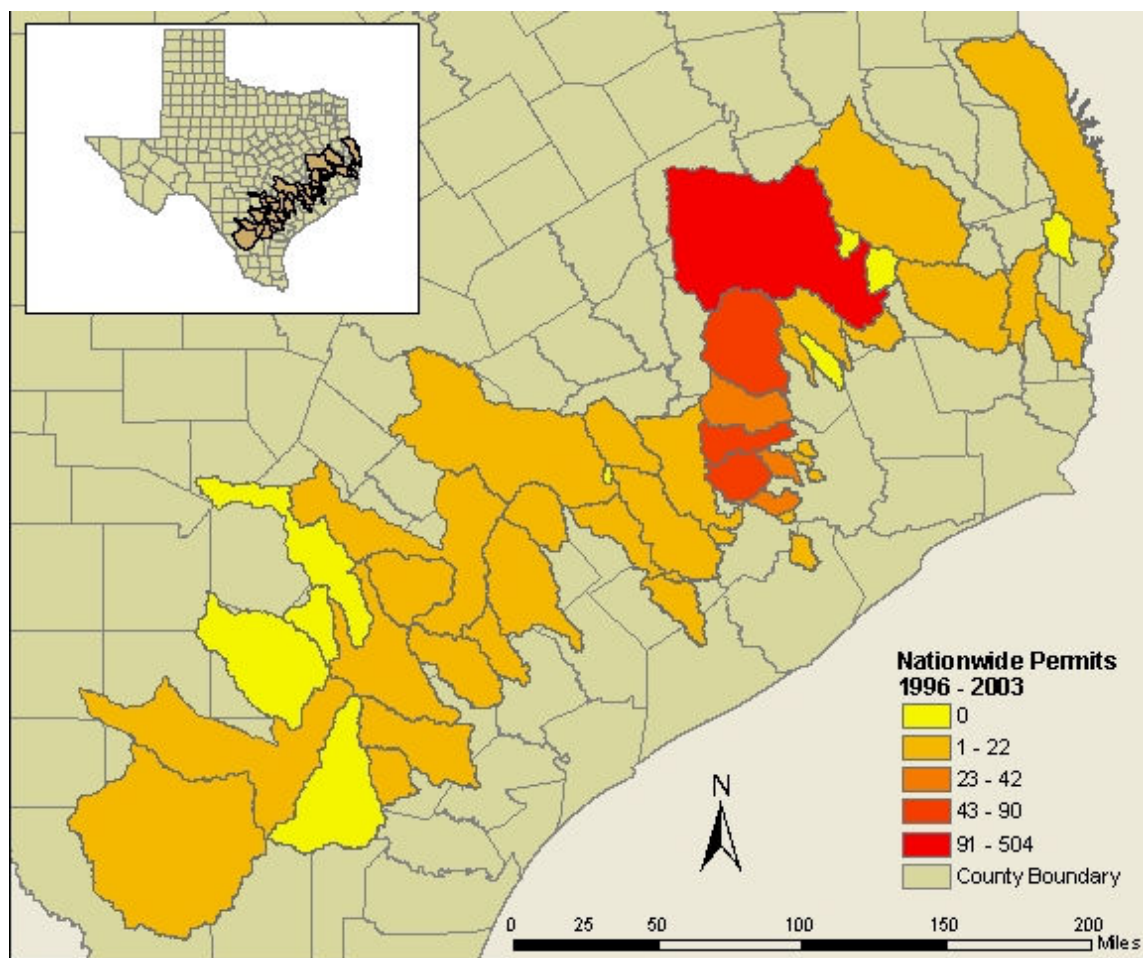 Nationwide Permits
1996 - 2003
0
1 - 22
23 - 42
43 - 90
91 - 504
County Boundary
N
0 25 50 100 150 200
Miles